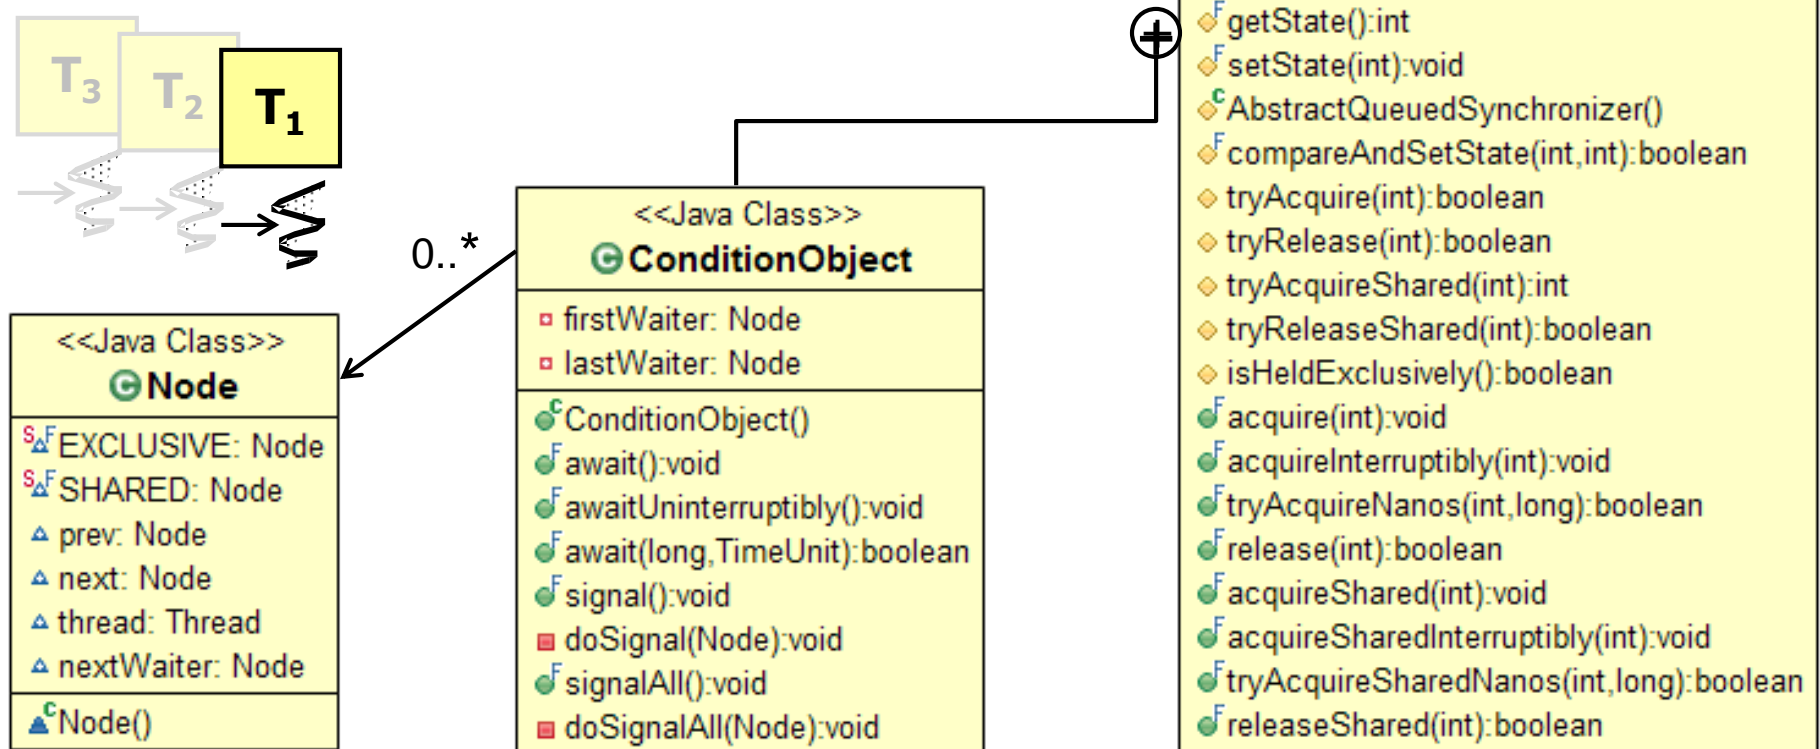 T3
T2
T1
0..*
<<Java Class>>
Node
EXCLUSIVE: Node
SHARED: Node
prev: Node
next: Node
thread: Thread
nextWaiter: Node
Node()
<<Java Class>>
ConditionObject
firstWaiter: Node
lastWaiter: Node
ConditionObject()
await():void
awaitUninterruptibly():void
await(long,TimeUnit):boolean
signal():void
doSignal(Node):void
signalAll():void
doSignalAll(Node):void
getState():int
setState(int):void
AbstractQueuedSynchronizer()
compareAndSetState(int,int):boolean
tryAcquire(int):boolean
tryRelease(int):boolean
tryAcquireShared(int):int
tryReleaseShared(int):boolean
isHeldExclusively():boolean
acquire(int):void
acquireInterruptibly(int):void
tryAcquireNanos(int,long):boolean
release(int):boolean
acquireShared(int):void
acquireSharedInterruptibly(int):void
tryAcquireSharedNanos(int,long):boolean
releaseShared(int):boolean